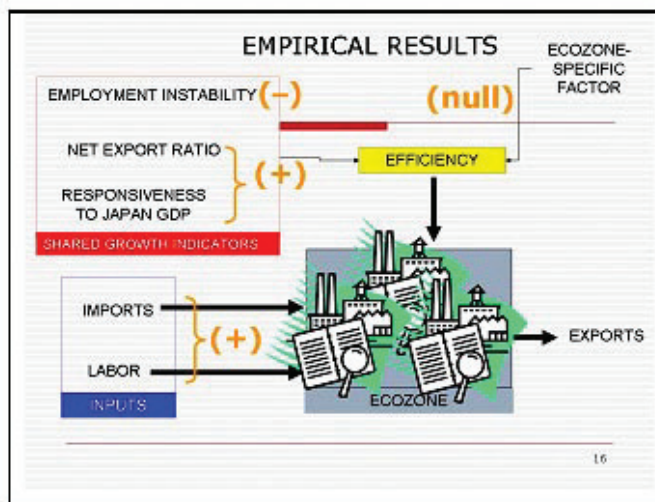 EMPIRICAL RESULTS
ECOZONE-
SPECIFIC
FACTOR
EMPLOYMENT INSTABILITY (−)
(null)
NET EXPORT RATIO
(+)
RESPONSIVENESS
TO JAPAN GDP
EFFICIENCY
SHARED GROWTH INDICATORS
IMPORTS
(+)
LABOR
INPUTS
ECOZONE
EXPORTS
16